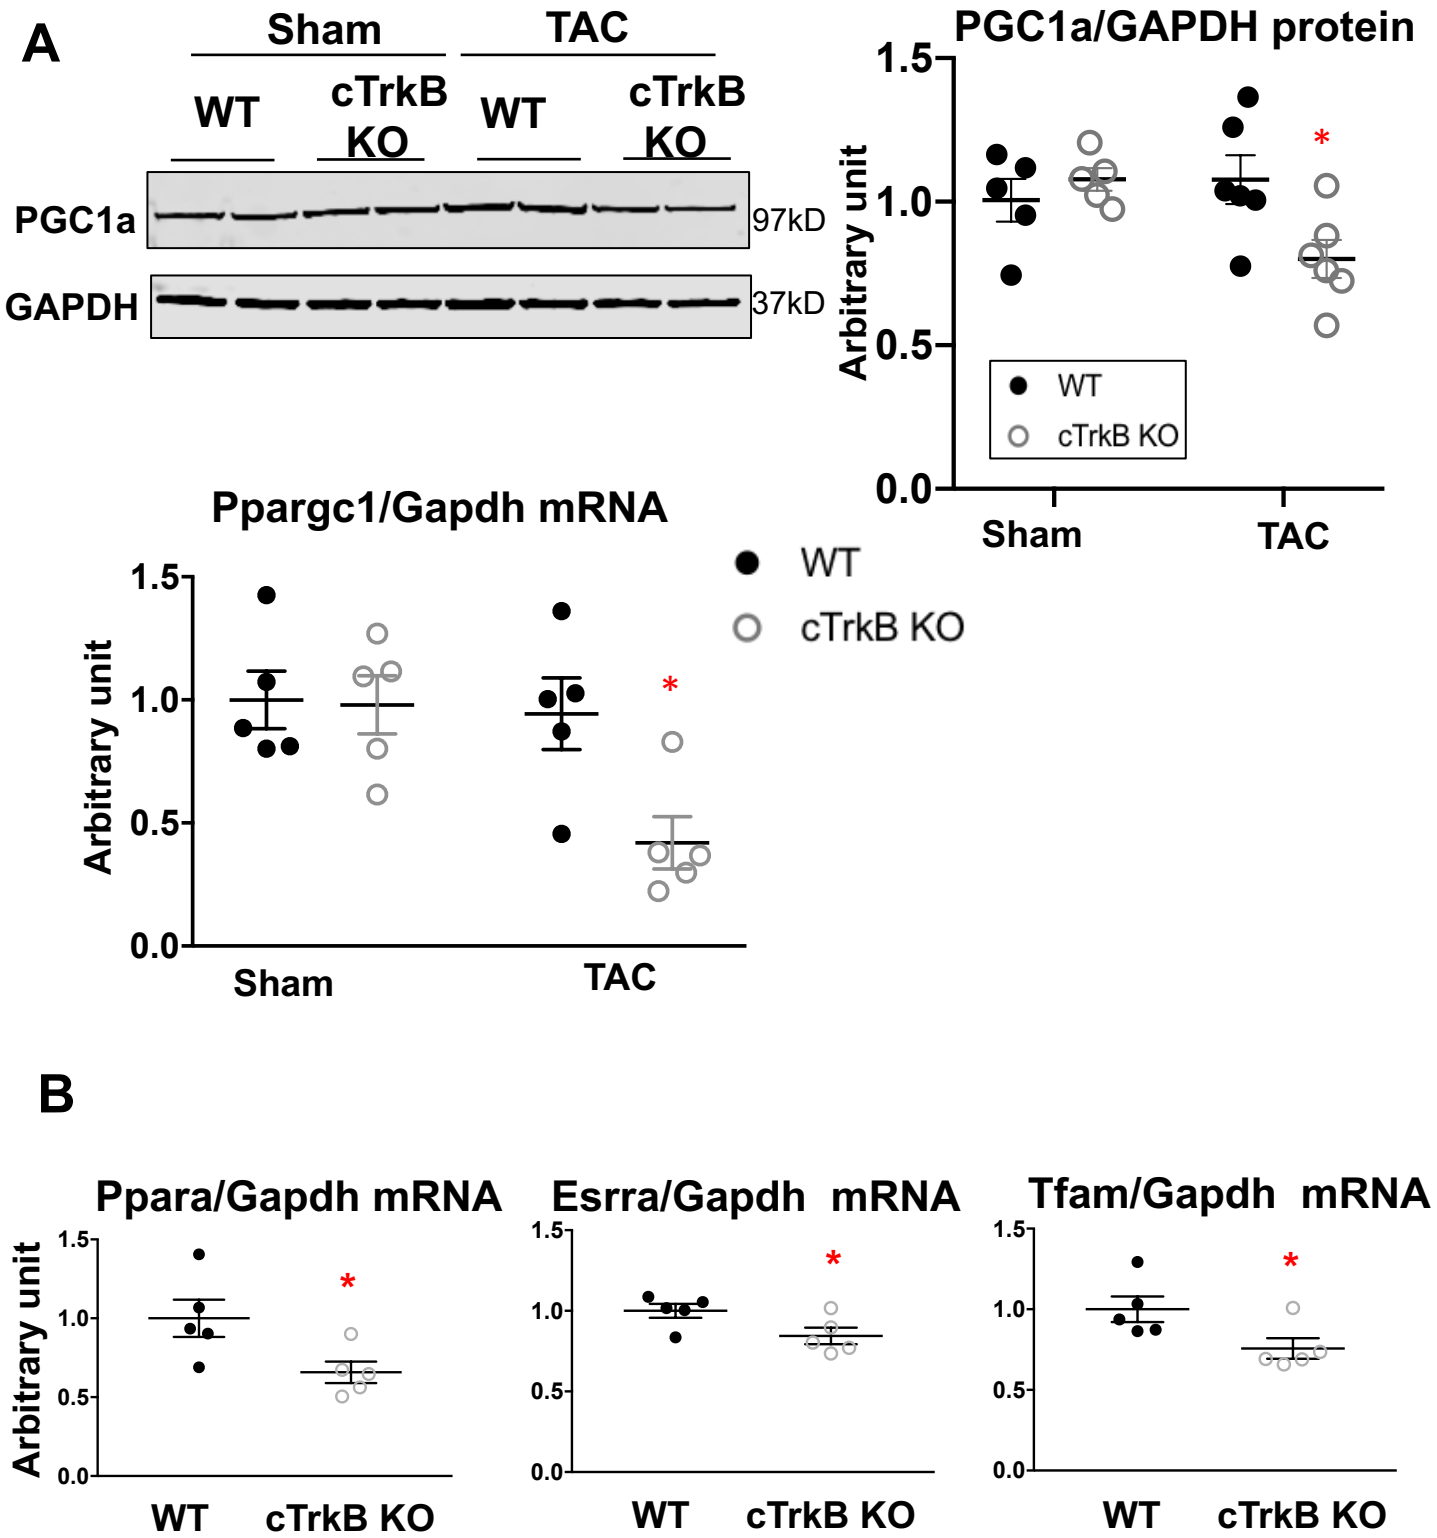 A
Sham
TAC
WT
cTrkB
KO
WT
cTrkB
KO
PGC1a
97kD
GAPDH
37kD
PGC1a/GAPDH protein
Arbitrary unit
1.5
1.0
0.5
0.0
WT
cTrkB KO
Sham
TAC
Ppargc1/Gapdh mRNA
WT
cTrkB KO
Arbitrary unit
1.5
1.0
0.5
0.0
*
*
Sham
TAC
B
Ppara/Gapdh mRNA
Arbitrary unit
1.5
1.0
0.5
0.0
*
WT
cTrkB KO
Esrra/Gapdh mRNA
1.5
1.0
0.5
0.0
*
WT
cTrkB KO
Tfam/Gapdh mRNA
1.5
1.0
0.5
0.0
*
WT
cTrkB KO